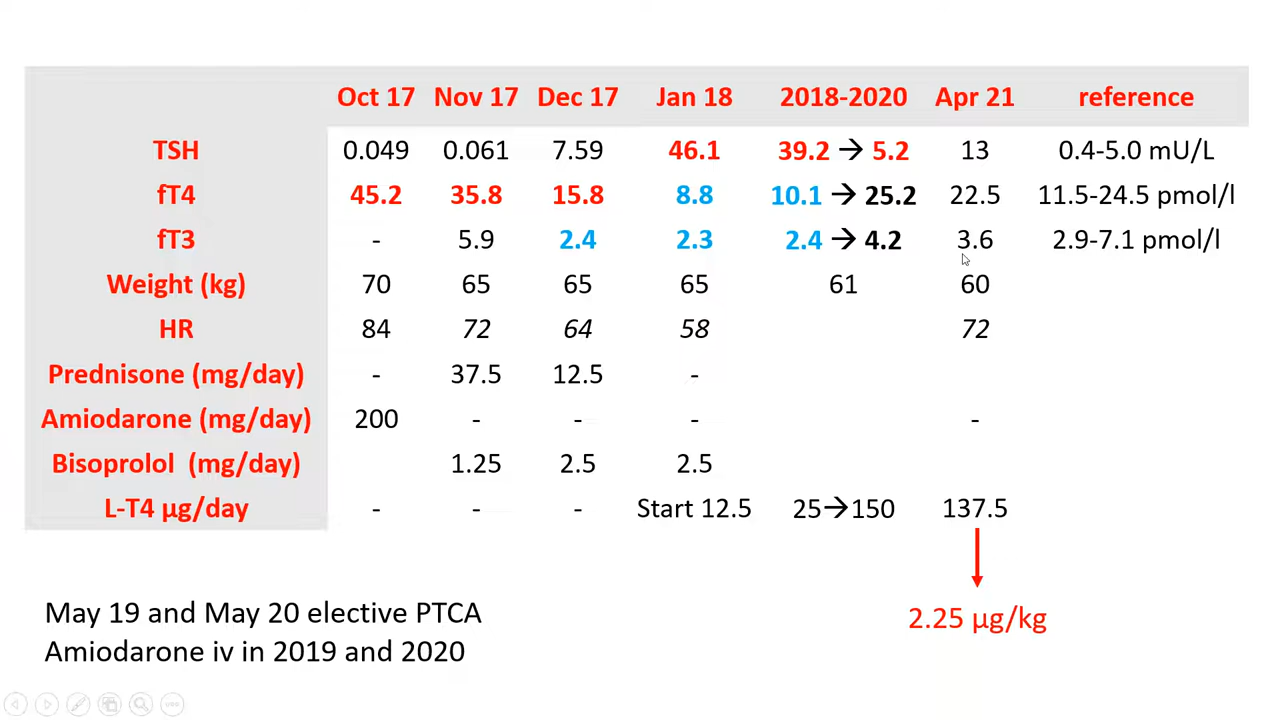 Oct 17 Nov 17 Dec 17 Jan 18 2018-2020 Apr 21 reference
TSH 0.049 0.061 7.59 46.1 39.2 → 5.2 13 0.4-5.0 mU/L
fT4 45.2 35.8 15.8 8.8 10.1 → 25.2 22.5 11.5-24.5 pmol/l
fT3 - 5.9 2.4 2.3 2.4 → 4.2 3.6 2.9-7.1 pmol/l
Weight (kg) 70 65 65 65 61 60
HR 84 72 64 58 72
Prednisone (mg/day) - 37.5 12.5 -
Amiodarone (mg/day) 200 - - - -
Bisoprolol (mg/day) 1.25 2.5 2.5
L-T4 µg/day - - - Start 12.5 25→150 137.5
May 19 and May 20 elective PTCA
Amiodarone iv in 2019 and 2020
2.25 µg/kg